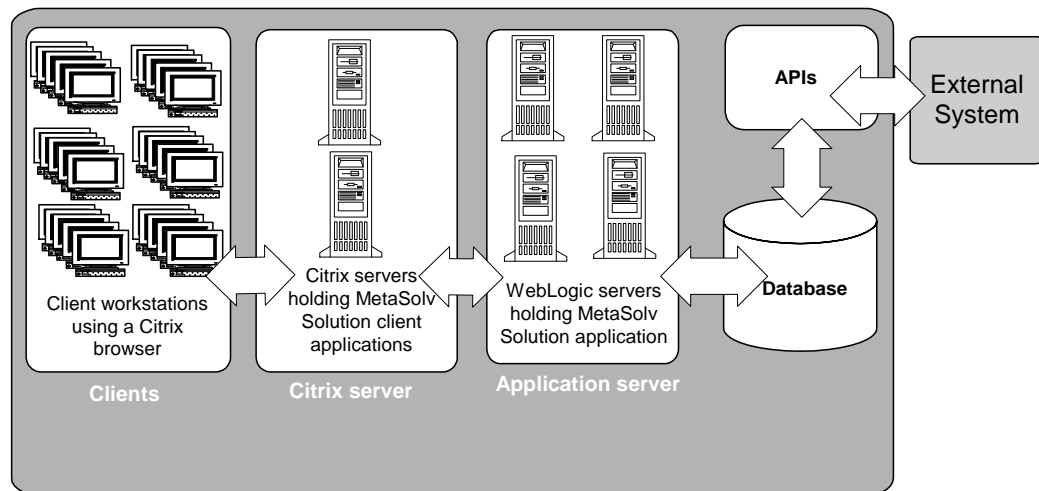 Client workstations
using a Citrix
browser
Clients
Citrix servers
holding MetaSolv
Solution client
applications
Citrix server
WebLogic servers
holding MetaSolv
Solution application
Application server
APIs
Database
External
System